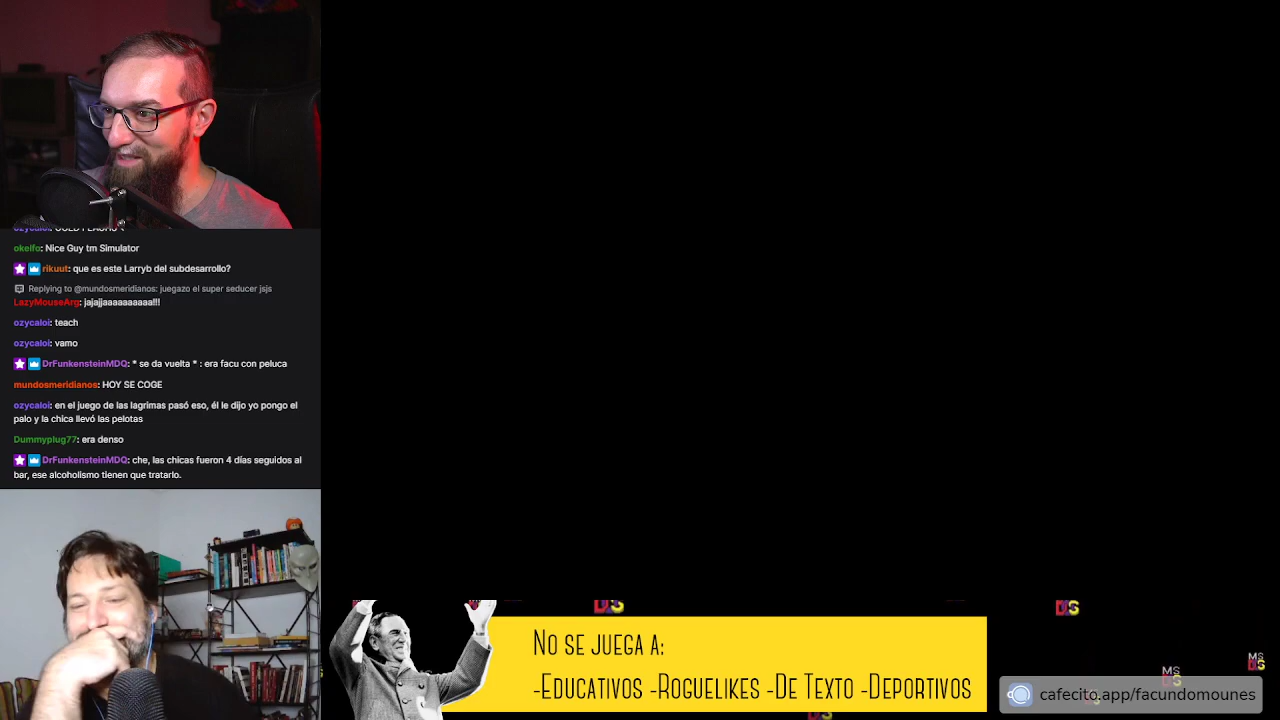 okelfo: Nice Guy tm Simulator
rikuut: que es este Larryb del subdesarrollo?
Replying to @mundosmeridianos: juegazo el super seducer jsjs
LazyMouseArg: jajajjaaaaaaaaaa!!!
ozycaloi: teach
ozycaloi: vamo
DrFunkensteinMDQ: * se da vuelta * : era facu con peluca
mundosmeridianos: HOY SE COGE
ozycaloi: en el juego de las lagrimas pasó eso, él le dijo yo pongo el
palo y la chica llevó las pelotas
Dummyplug77: era denso
DrFunkensteinMDQ: che, las chicas fueron 4 días seguidos al
bar, ese alcoholismo tienen que tratarlo.
No se juega a:
-Educativos -Roguelikes -De Texto -Deportivos
cafecito.app/facundomounes